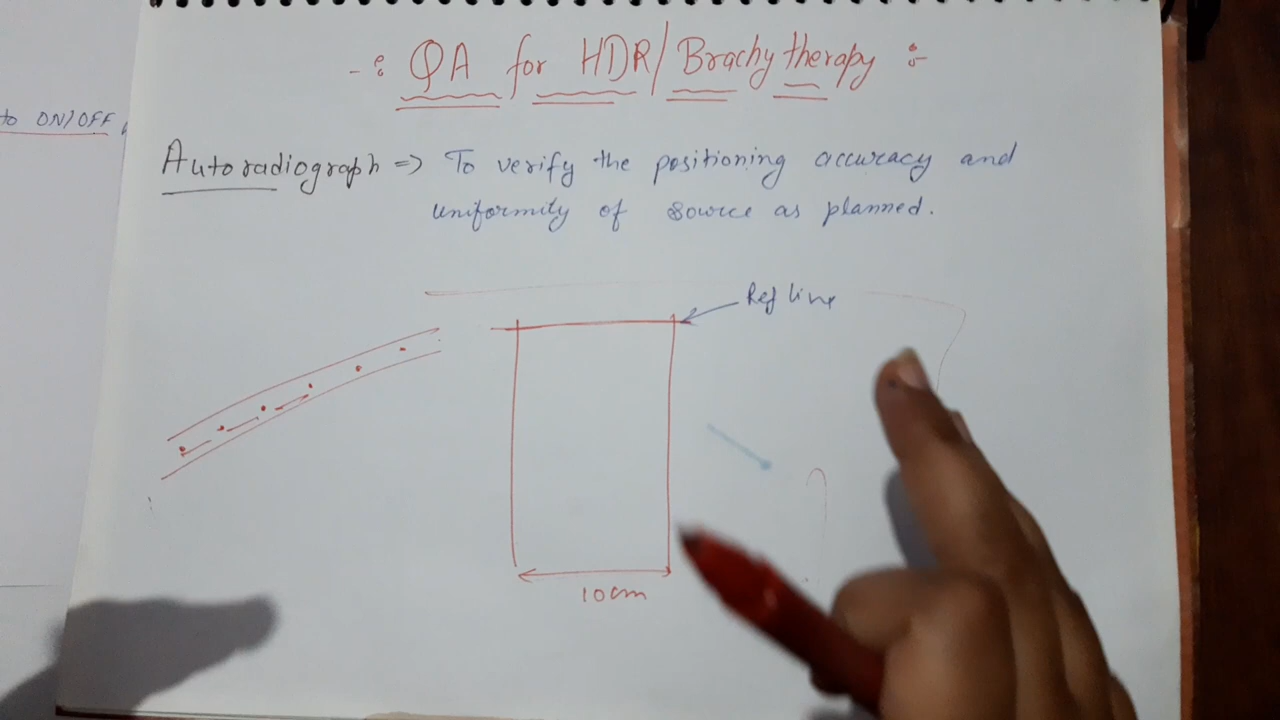 -: QA for HDR/Brachytherapy :-
to ON/OFF
Autoradiograph => To verify the positioning accuracy and
uniformity of source as planned.
Ref line
10cm